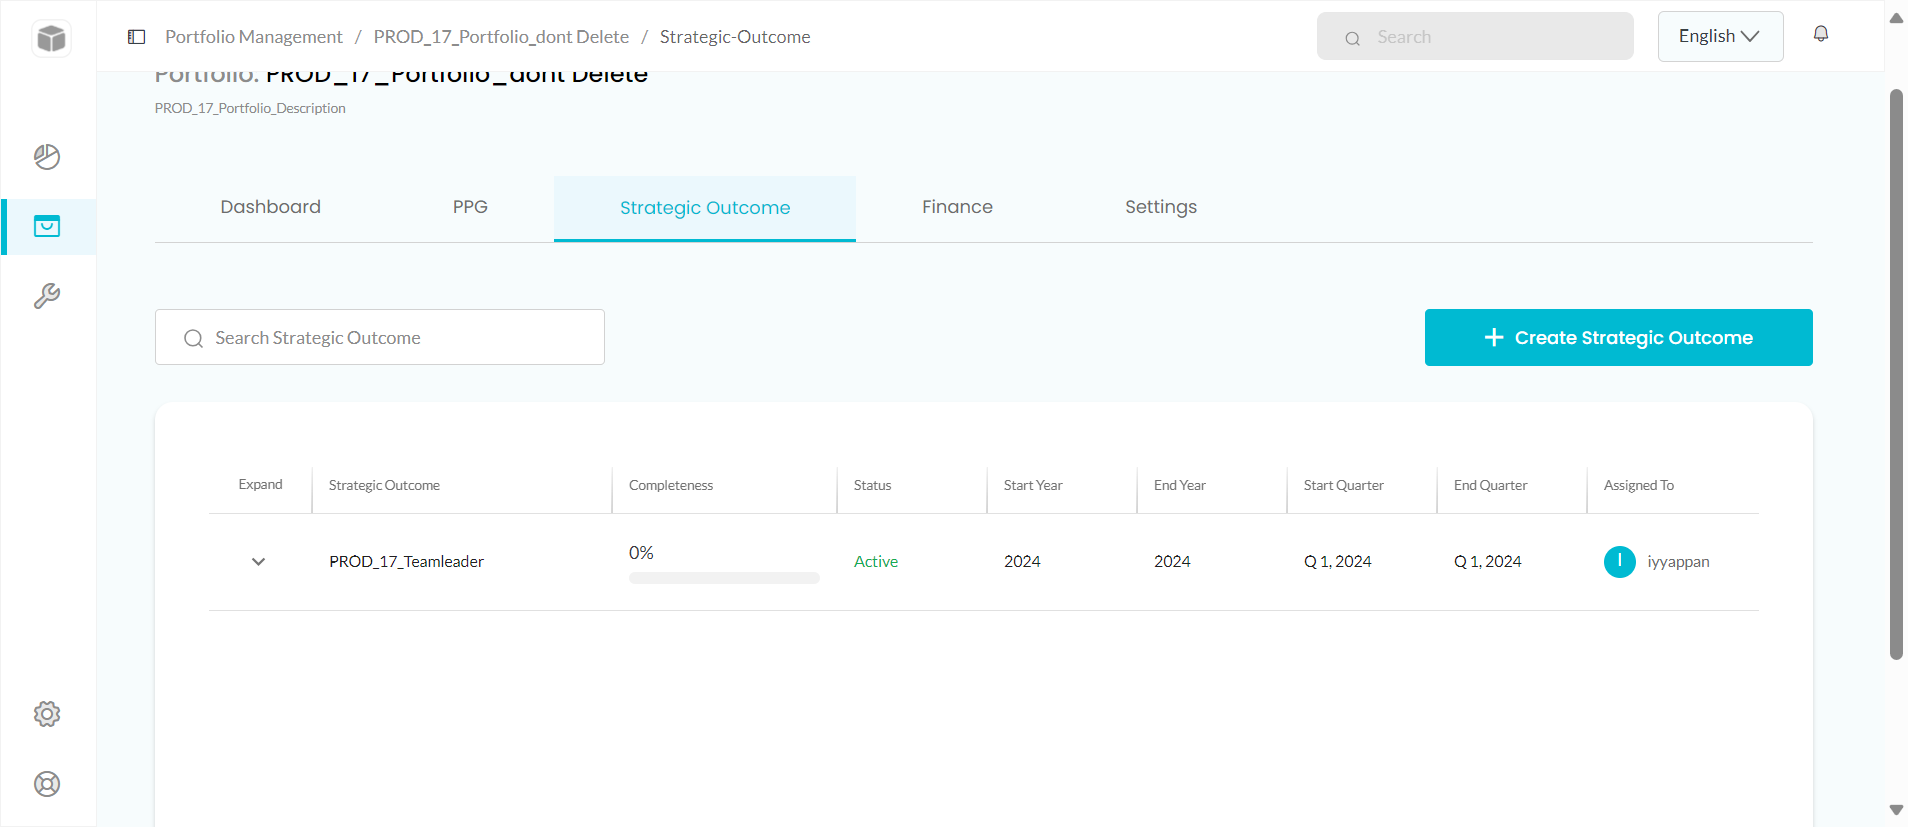 Portfolio Management / PROD_17_Portfolio_dont Delete / Strategic-Outcome
Search
English
Portfolio: PROD_17_Portfolio_dont Delete
PROD_17_Portfolio_Description
Dashboard PPG Strategic Outcome Finance Settings
Search Strategic Outcome
+ Create Strategic Outcome
Expand Strategic Outcome Completeness Status Start Year End Year Start Quarter End Quarter Assigned To
PROD_17_Teamleader 0% Active 2024 2024 Q 1, 2024 Q 1, 2024 I iyyappan